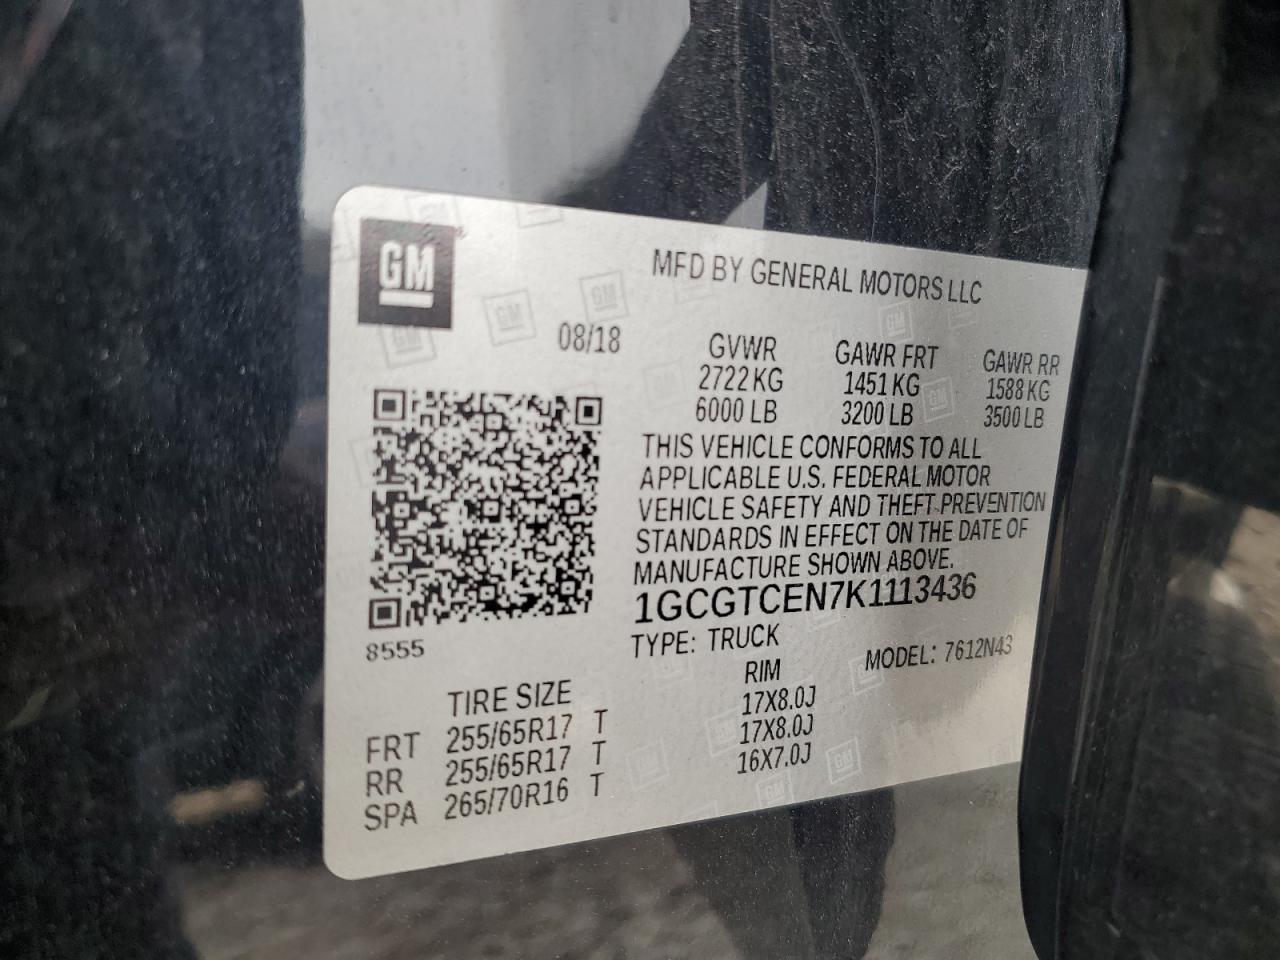 GM
MFD BY GENERAL MOTORS LLC
08/18
GVWR GAWR FRT GAWR RR
2722 KG 1451 KG 1588 KG
6000 LB 3200 LB 3500 LB
THIS VEHICLE CONFORMS TO ALL
APPLICABLE U.S. FEDERAL MOTOR
VEHICLE SAFETY AND THEFT PREVENTION
STANDARDS IN EFFECT ON THE DATE OF
MANUFACTURE SHOWN ABOVE.
1GCGTCEN7K1113436
8555
TYPE: TRUCK MODEL: 7612N43
TIRE SIZE RIM
FRT 255/65R17 T 17X8.0J
RR 255/65R17 T 17X8.0J
SPA 265/70R16 T 16X7.0J